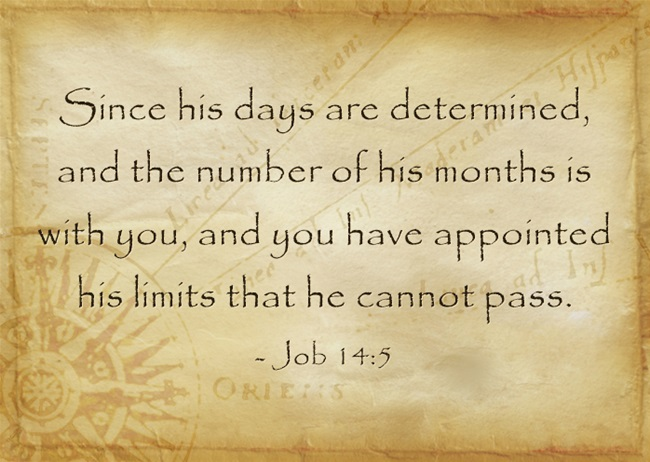 Since his days are determined,
and the number of his months is
with you, and you have appointed
his limits that he cannot pass.
- Job 14:5
ORIENS